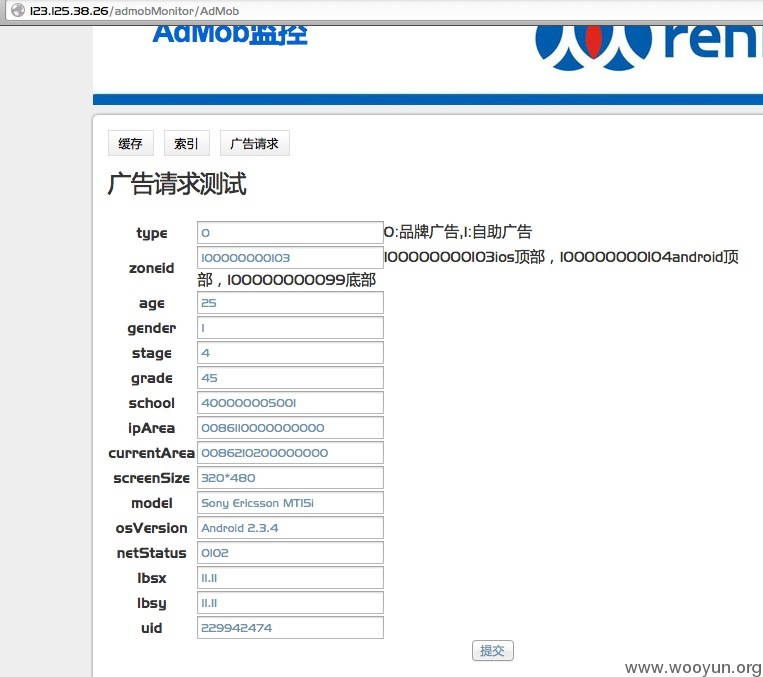 123.125.38.26/admobMonitor/AdMob
AdMob监控
缓存 索引 广告请求
广告请求测试
type 0 0:品牌广告,1:自助广告
zoneid 100000000103 100000000103ios顶部，100000000104android顶
部，100000000099底部
age 25
gender 1
stage 4
grade 45
school 400000005001
ipArea 0086110000000000
currentArea 0086210200000000
screenSize 320*480
model Sony Ericsson MT15i
osVersion Android 2.3.4
netStatus 0102
lbsx 11.11
lbsy 11.11
uid 229942474
提交
www.wooyun.org